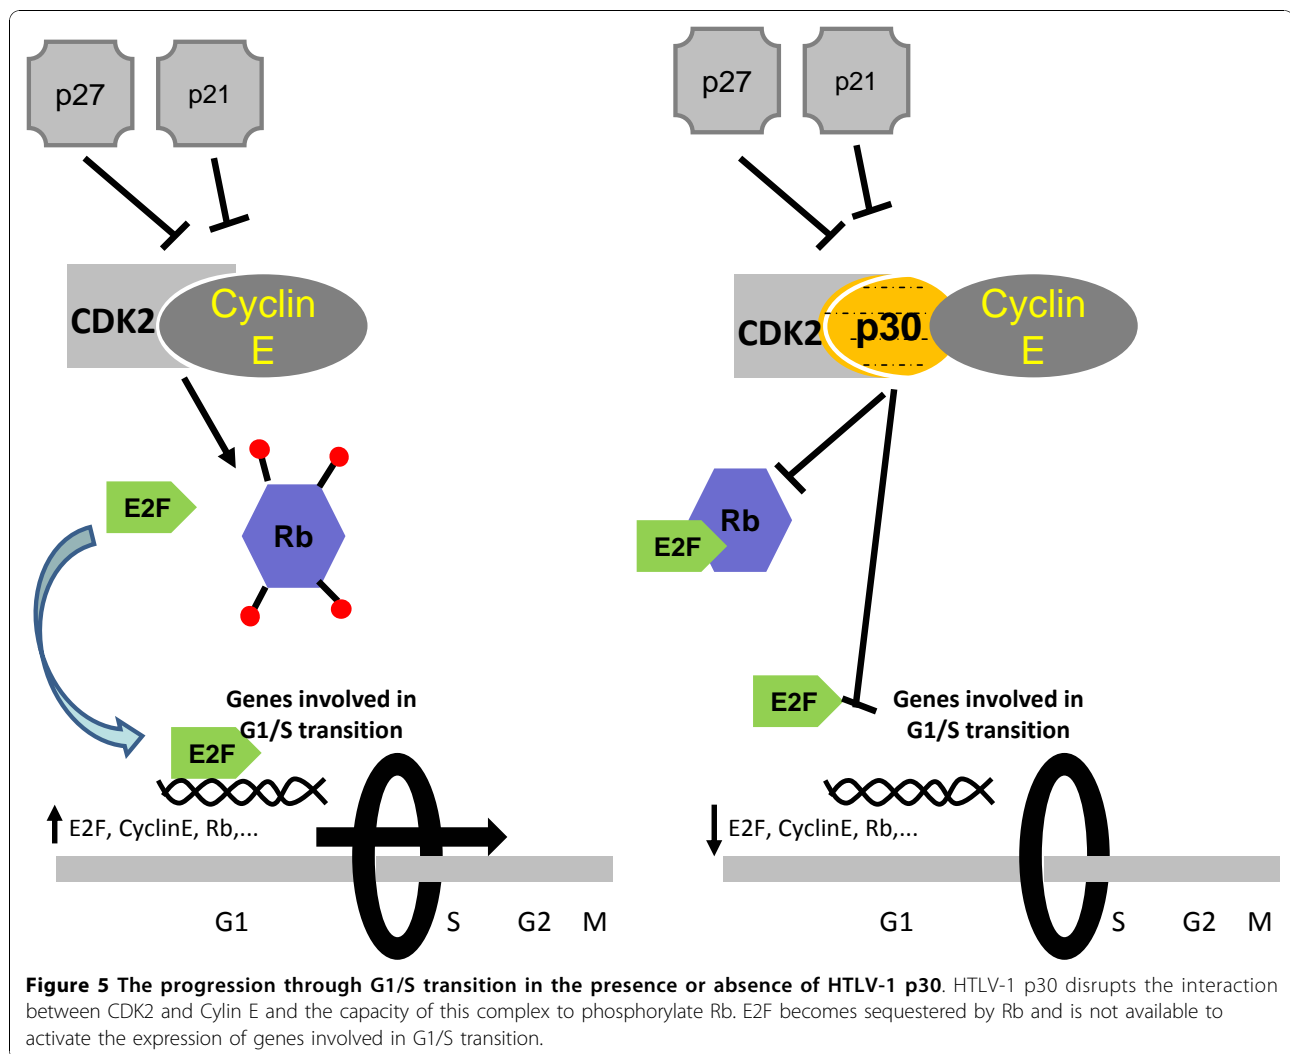 p27
p21
CDK2
Cyclin
E
E2F
Rb
Genes involved in
G1/S transition
E2F
E2F, CyclinE, Rb,...
G1
S
G2
M
p27
p21
CDK2
p30
Cyclin
E
Rb
E2F
E2F
Genes involved in
G1/S transition
E2F, CyclinE, Rb,...
G1
S
G2
M
Figure 5 The progression through G1/S transition in the presence or absence of HTLV-1 p30. HTLV-1 p30 disrupts the interaction
between CDK2 and Cylin E and the capacity of this complex to phosphorylate Rb. E2F becomes sequestered by Rb and is not available to
activate the expression of genes involved in G1/S transition.